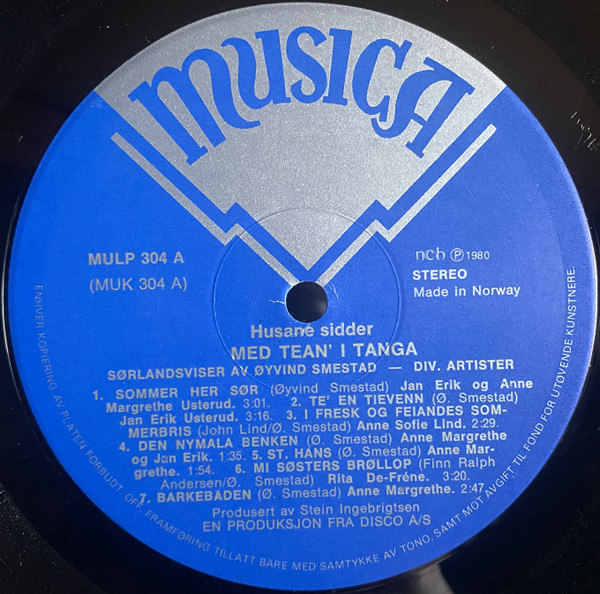 MUSICA
MULP 304 A
(MUK 304 A)
ncb ℗ 1980
STEREO
Made in Norway
Husane sidder
MED TEAN' I TANGA
SØRLANDSVISER AV ØYVIND SMESTAD — DIV. ARTISTER
1. SOMMER HER SØR (Øyvind Smestad) Jan Erik og Anne
Margrethe Usterud. 3:01. 2. TE' EN TIEVENN (Ø. Smestad)
Jan Erik Usterud. 3:16. 3. I FRESK OG FEIANDES SOM-
MERBRIS (John Lind/Ø. Smestad) Anne Sofie Lind. 2:29.
4. DEN NYMALA BENKEN (Ø. Smestad) Anne Margrethe
og Jan Erik. 1:35. 5. ST. HANS (Ø. Smestad) Anne Mar-
grethe. 1:54. 6. MI SØSTERS BRØLLOP (Finn Ralph
Andersen/Ø. Smestad) Rita De-Fréne. 3:20.
7. BARKEBÅDEN (Ø. Smestad) Anne Margrethe. 2:47.
Produsert av Stein Ingebrigtsen
EN PRODUKSJON FRA DISCO A/S
ENHVER KOPIERING AV PLATEN FORBUDT. OFF. FRAMFØRING TILLATT BARE MED SAMTYKKE AV TONO, SAMT MOT AVGIFT TIL FOND FOR UTØVENDE KUNSTNERE.